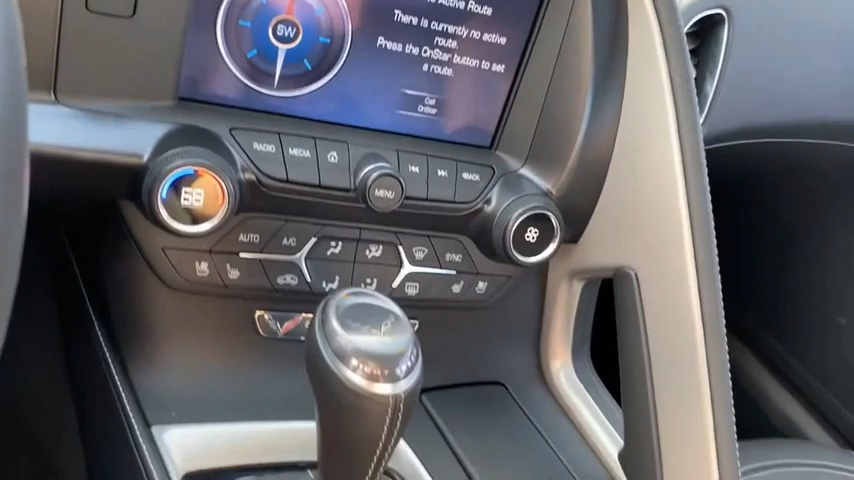 Active Route
SW
There is currently no active
route.
Press the OnStar button to set
a route.
Call
OnStar
RADIO
MEDIA
BACK
MENU
68
AUTO
A/C
SYNC